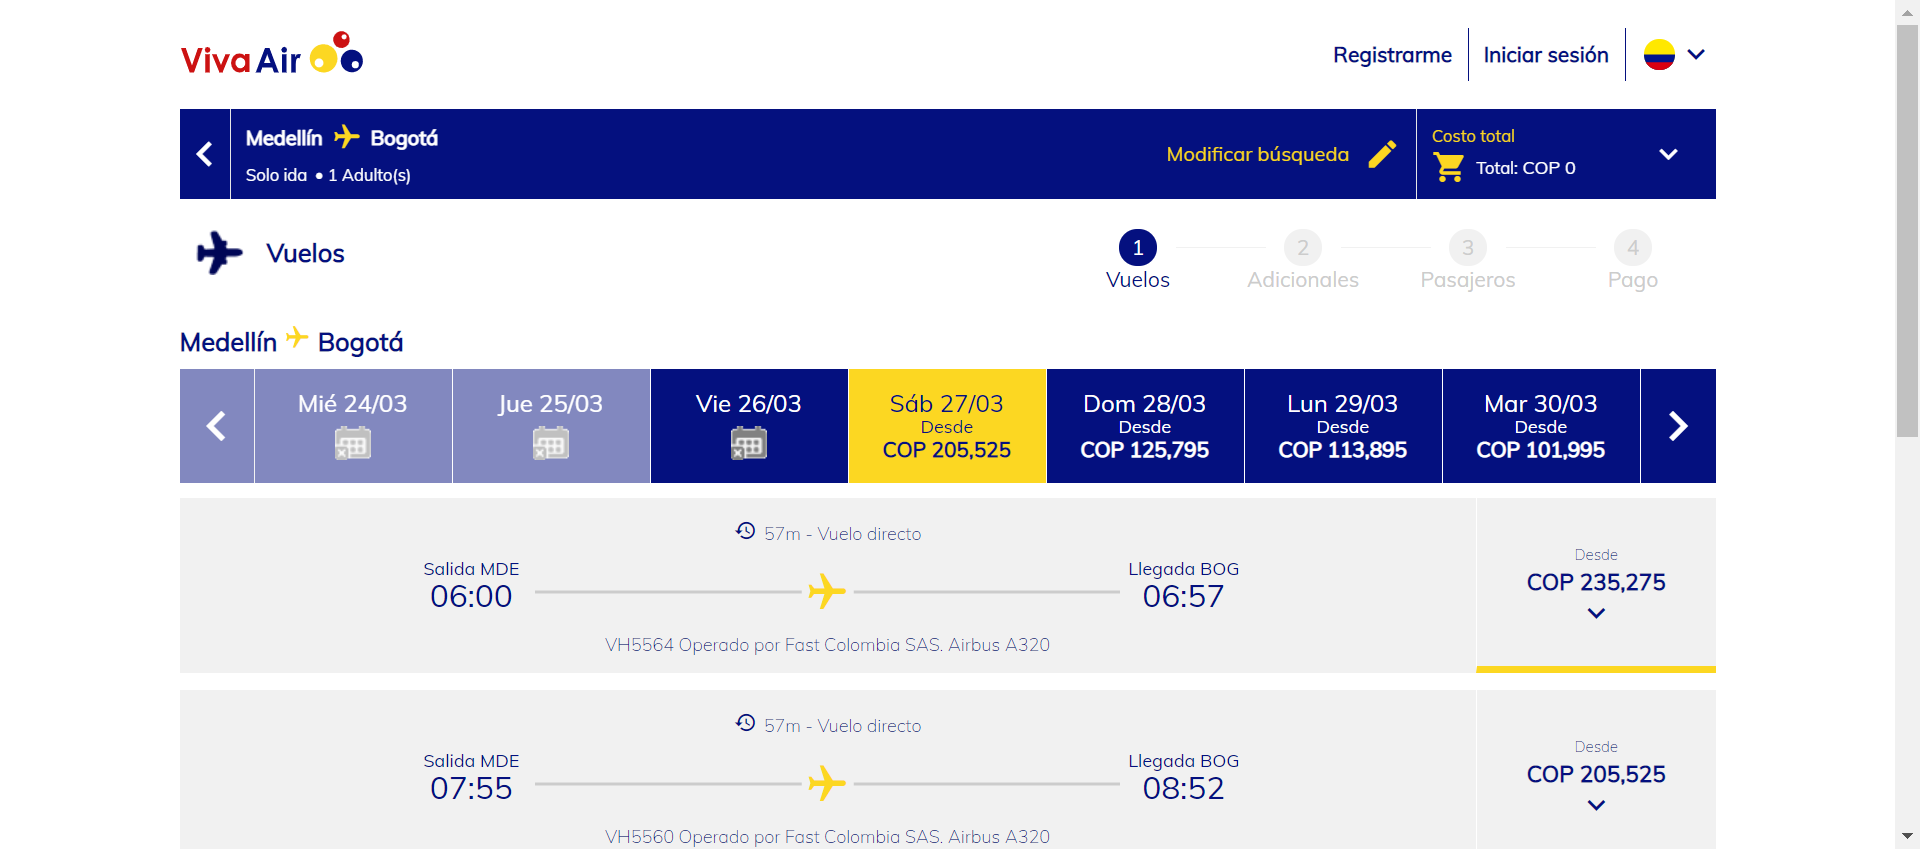 Viva Air
Registrarme
Iniciar sesión
Medellín Bogotá
Solo ida • 1 Adulto(s)
Modificar búsqueda
Costo total
Total: COP 0
Vuelos
1
Vuelos
2
Adicionales
3
Pasajeros
4
Pago
Medellín Bogotá
Mié 24/03
Jue 25/03
Vie 26/03
Sáb 27/03
Desde
COP 205,525
Dom 28/03
Desde
COP 125,795
Lun 29/03
Desde
COP 113,895
Mar 30/03
Desde
COP 101,995
57m - Vuelo directo
Salida MDE
06:00
Llegada BOG
06:57
VH5564 Operado por Fast Colombia SAS. Airbus A320
Desde
COP 235,275
57m - Vuelo directo
Salida MDE
07:55
Llegada BOG
08:52
VH5560 Operado por Fast Colombia SAS. Airbus A320
Desde
COP 205,525